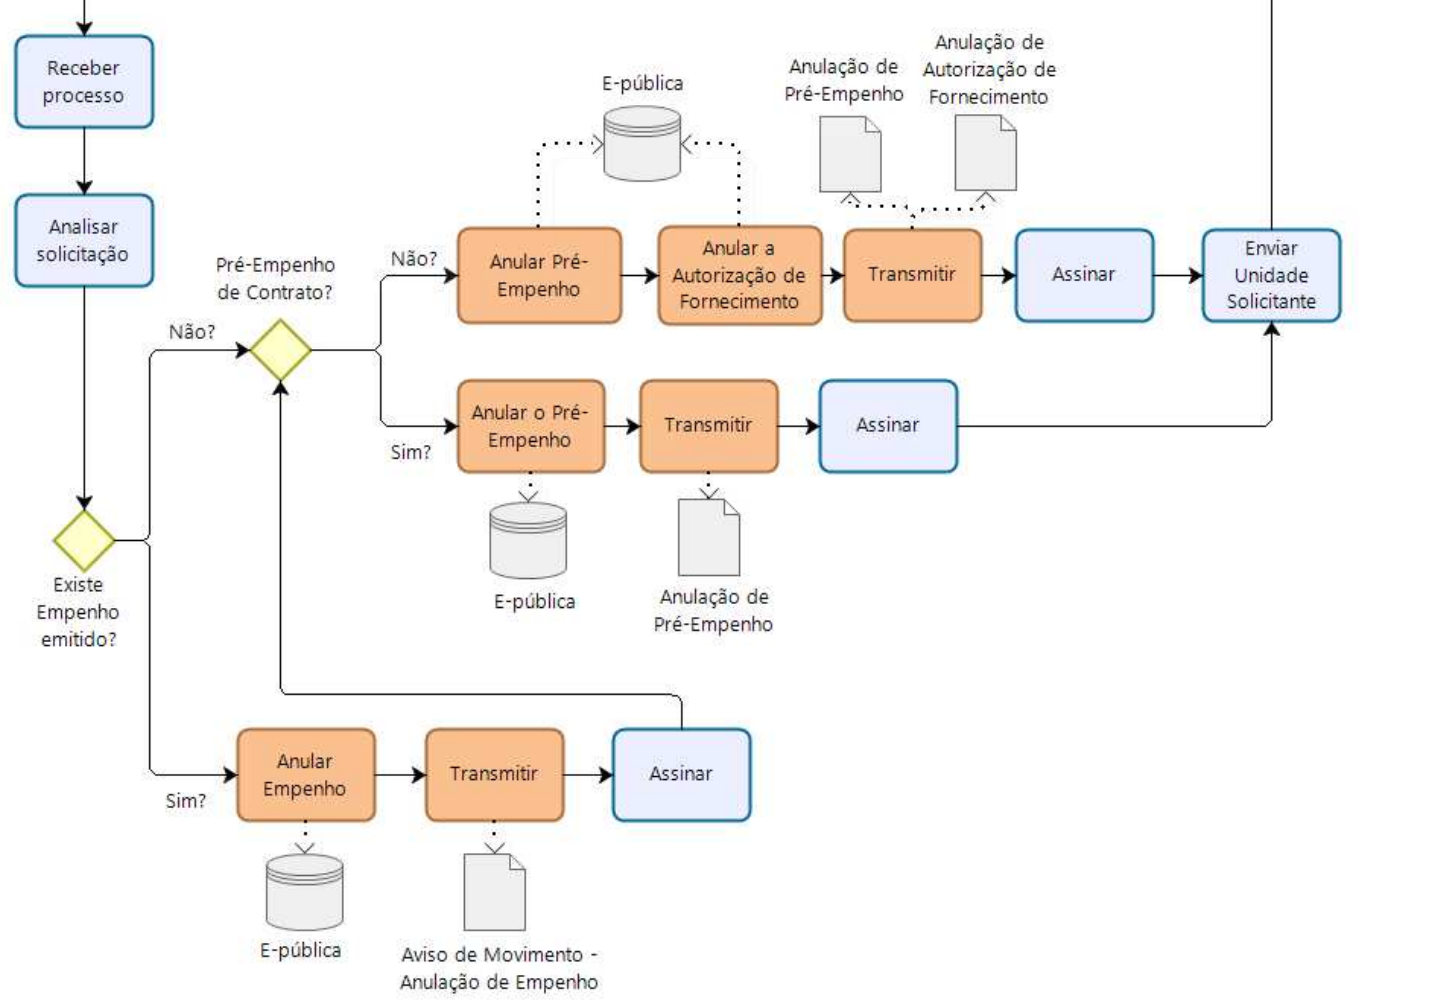 Receber
processo
Analisar
solicitação
Existe
Empenho
emitido?
Não?
Pré-Empenho
de Contrato?
Não?
Anular Pré-
Empenho
E-pública
Anular a
Autorização de
Fornecimento
Transmitir
Anulação de
Pré-Empenho
Anulação de
Autorização de
Fornecimento
Assinar
Enviar
Unidade
Solicitante
Sim?
Anular o Pré-
Empenho
E-pública
Transmitir
Anulação de
Pré-Empenho
Assinar
Sim?
Anular
Empenho
E-pública
Transmitir
Aviso de Movimento -
Anulação de Empenho
Assinar